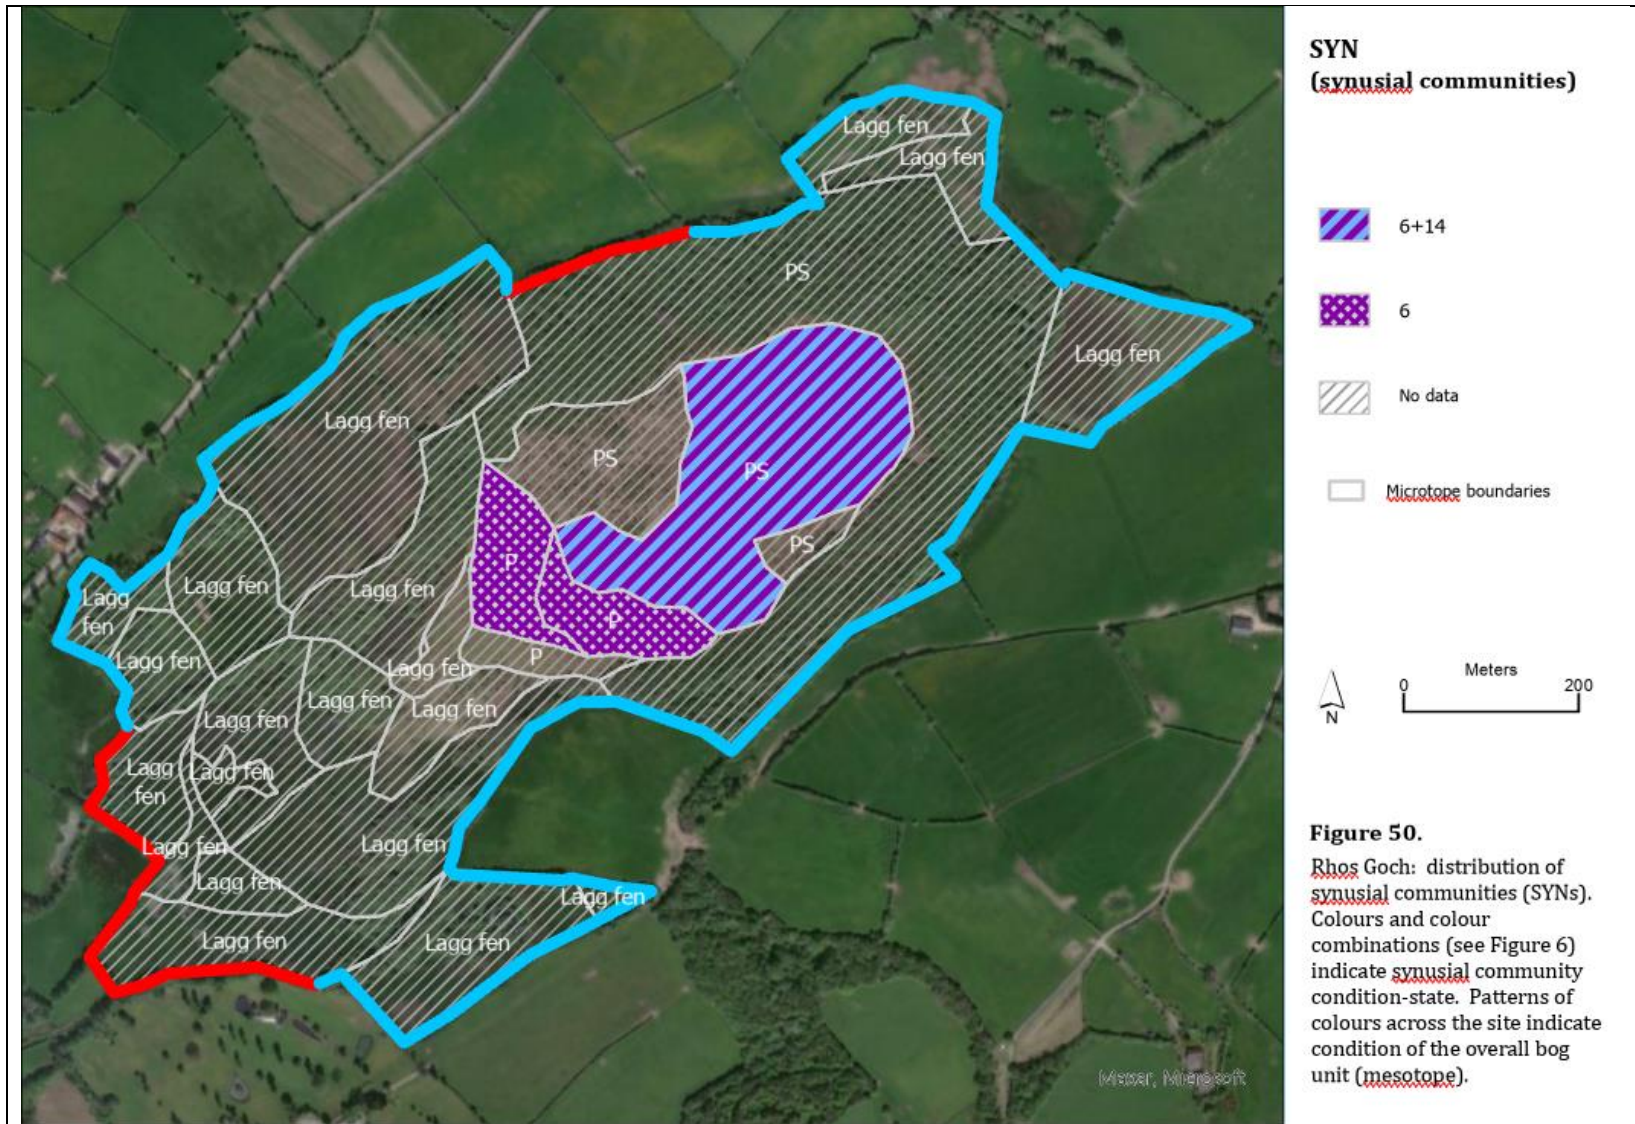 SYN
(synusial communities)
6+14
6
No data
Microtope boundaries
Meters
0 200
N
Figure 50.
Rhos Goch: distribution of
synusial communities (SYNs).
Colours and colour
combinations (see Figure 6)
indicate synusial community
condition-state. Patterns of
colours across the site indicate
condition of the overall bog
unit (mesotope).
Lagg fen
Lagg fen
PS
Lagg fen
Lagg fen
PS
PS
PS
P
Lagg fen
Lagg fen
Lagg
fen
P
P
Lagg fen
Lagg fen
Lagg fen
Lagg fen
Lagg fen
Lagg
fen
Lagg fen
Lagg fen
Lagg fen
Lagg fen
Lagg fen
Lagg fen
Lagg fen
Maxar, Microsoft